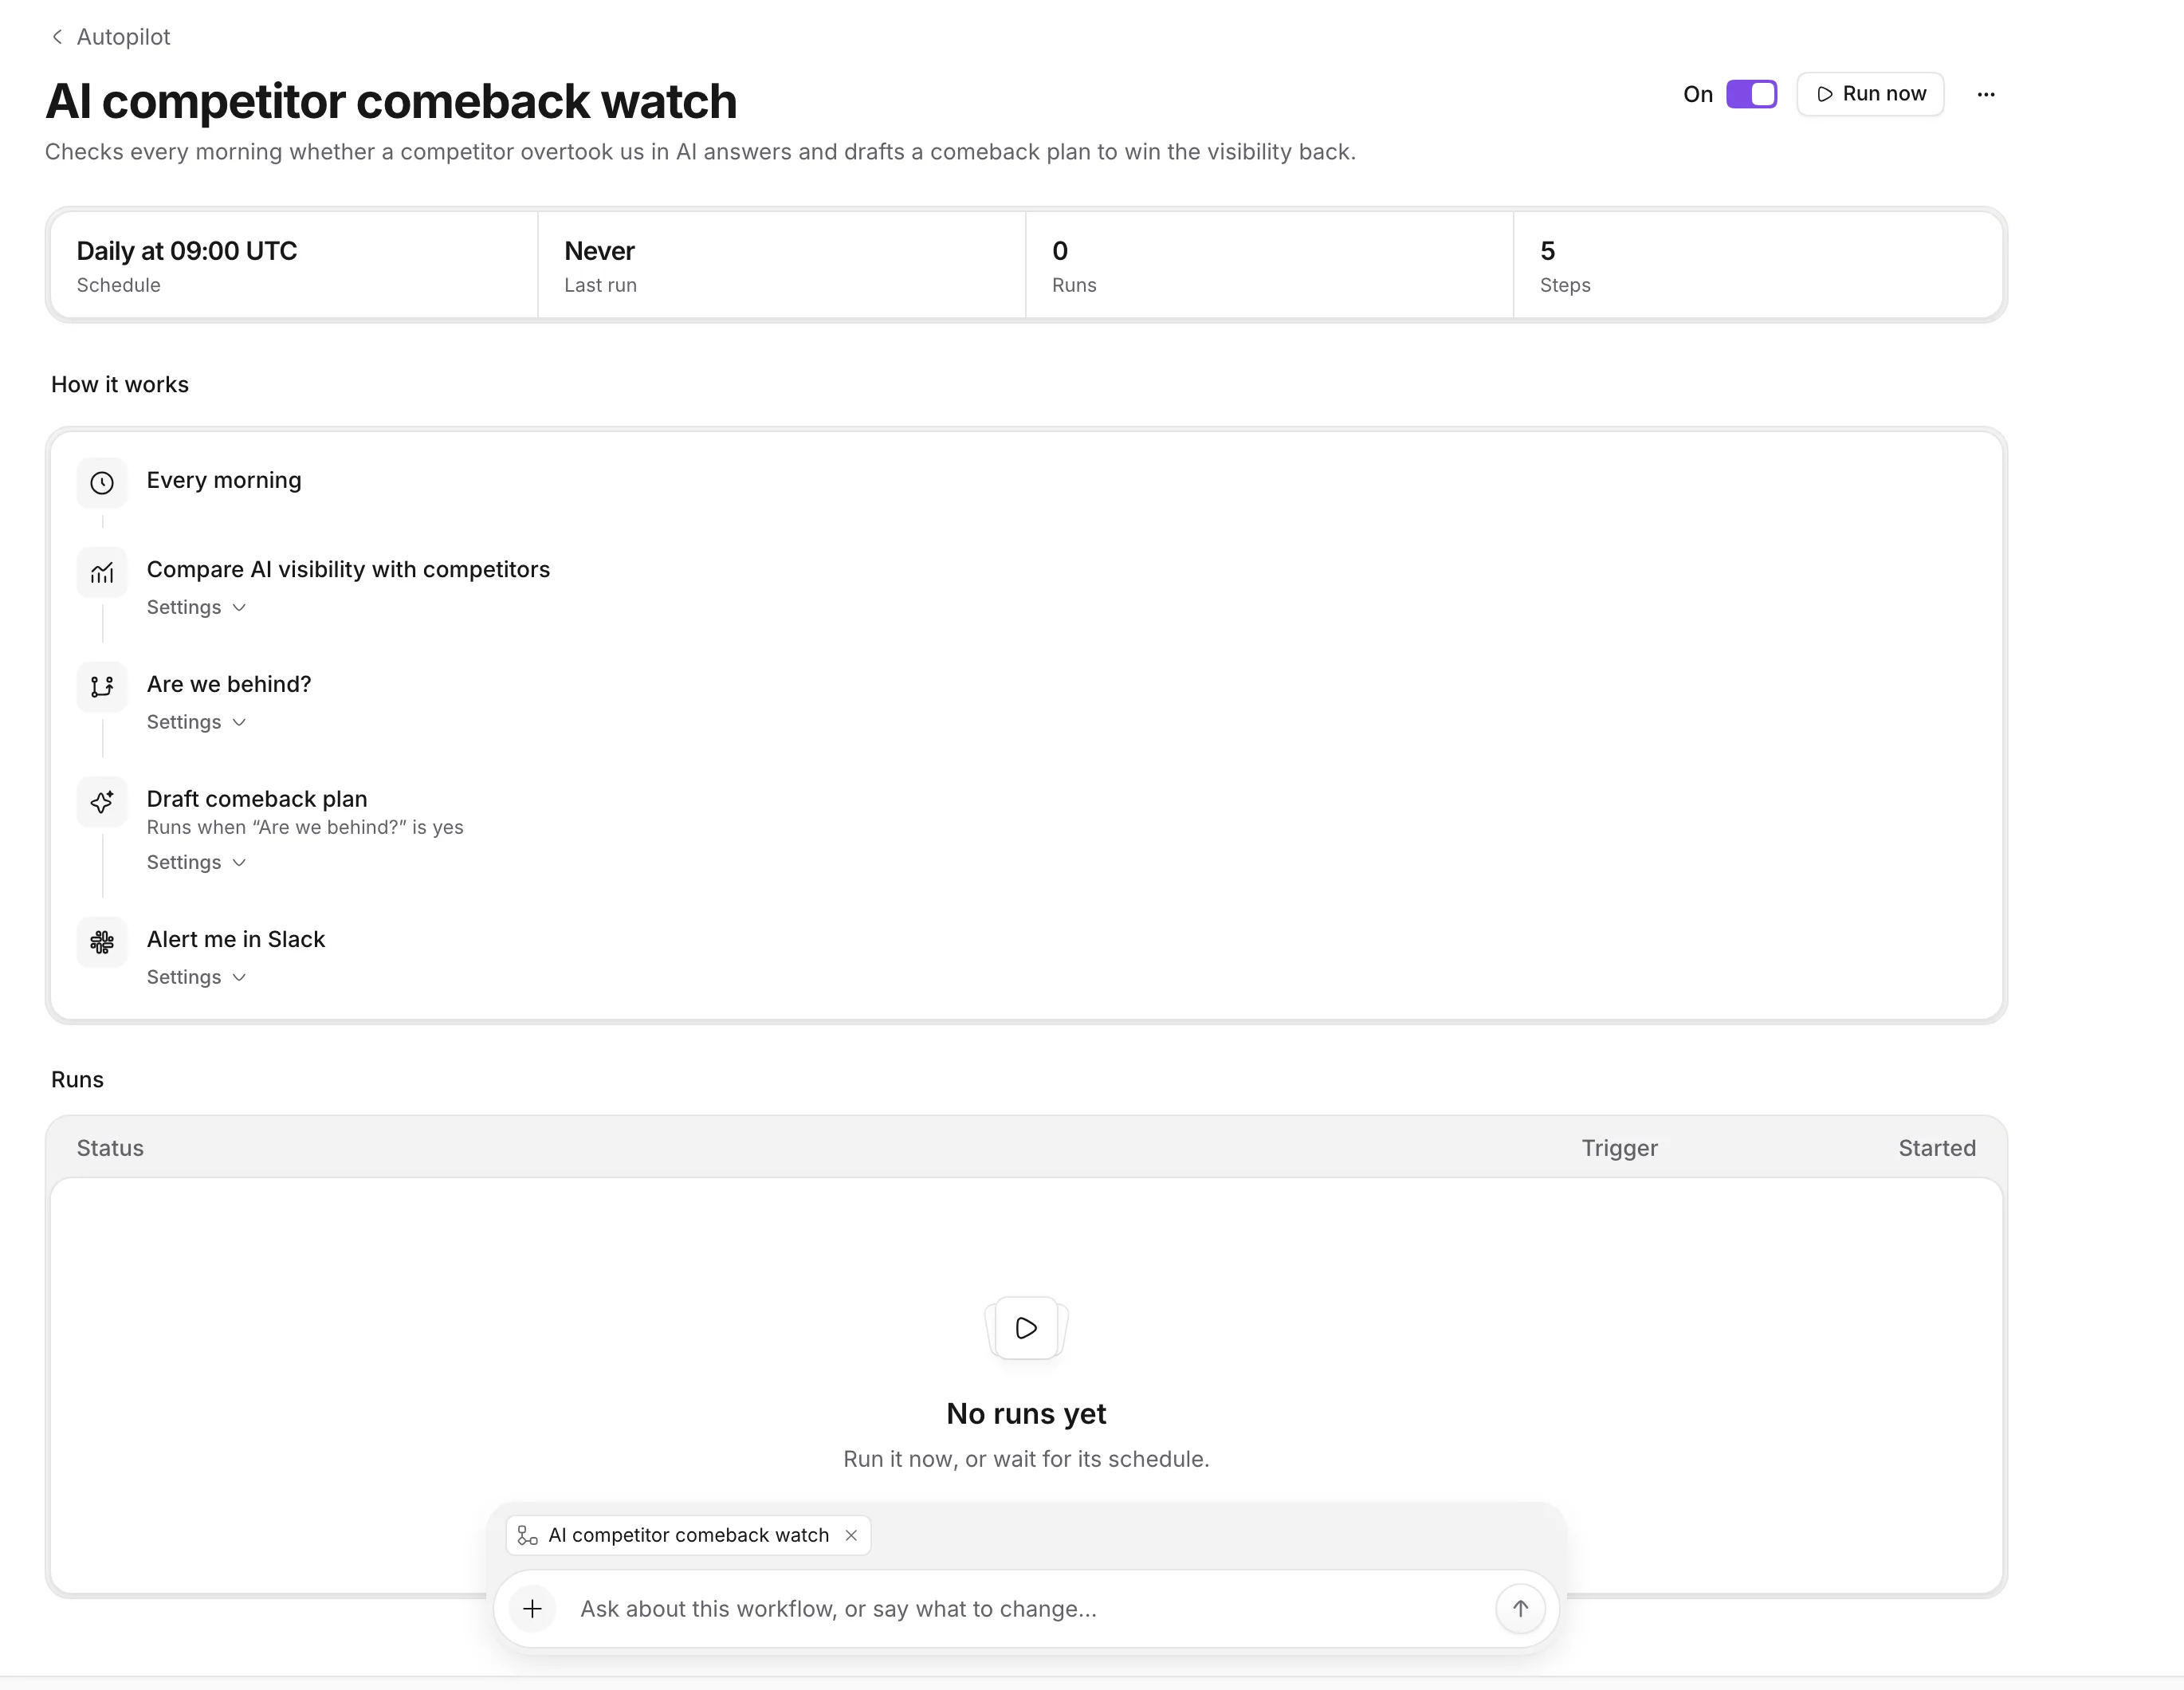 Autopilot
AI competitor comeback watch
On
Run now
Checks every morning whether a competitor overtook us in AI answers and drafts a comeback plan to win the visibility back.
Daily at 09:00 UTC
Schedule
Never
Last run
0
Runs
5
Steps
How it works
Every morning
Compare AI visibility with competitors
Settings
Are we behind?
Settings
Draft comeback plan
Runs when “Are we behind?” is yes
Settings
Alert me in Slack
Settings
Runs
Status
Trigger
Started
No runs yet
Run it now, or wait for its schedule.
AI competitor comeback watch
Ask about this workflow, or say what to change...